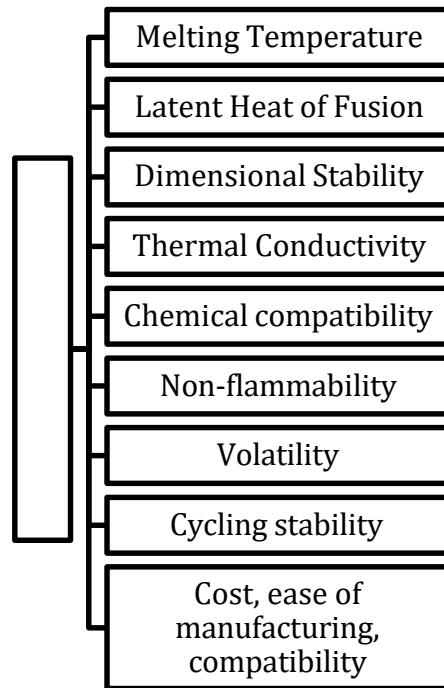 Melting Temperature
Latent Heat of Fusion
Dimensional Stability
Thermal Conductivity
Chemical compatibility
Non-flammability
Volatility
Cycling stability
Cost, ease of
manufacturing,
compatibility